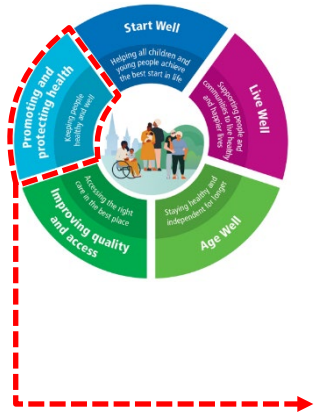 Start Well
Helping all children and
young people achieve
the best start in life
Live Well
Supporting people and
communities to live healthy
and happier lives
Age Well
Staying healthy and
independent for longer
Improving quality
and access
Accessing the right
care in the best place
Promoting and
protecting health
Keeping people
healthy and well